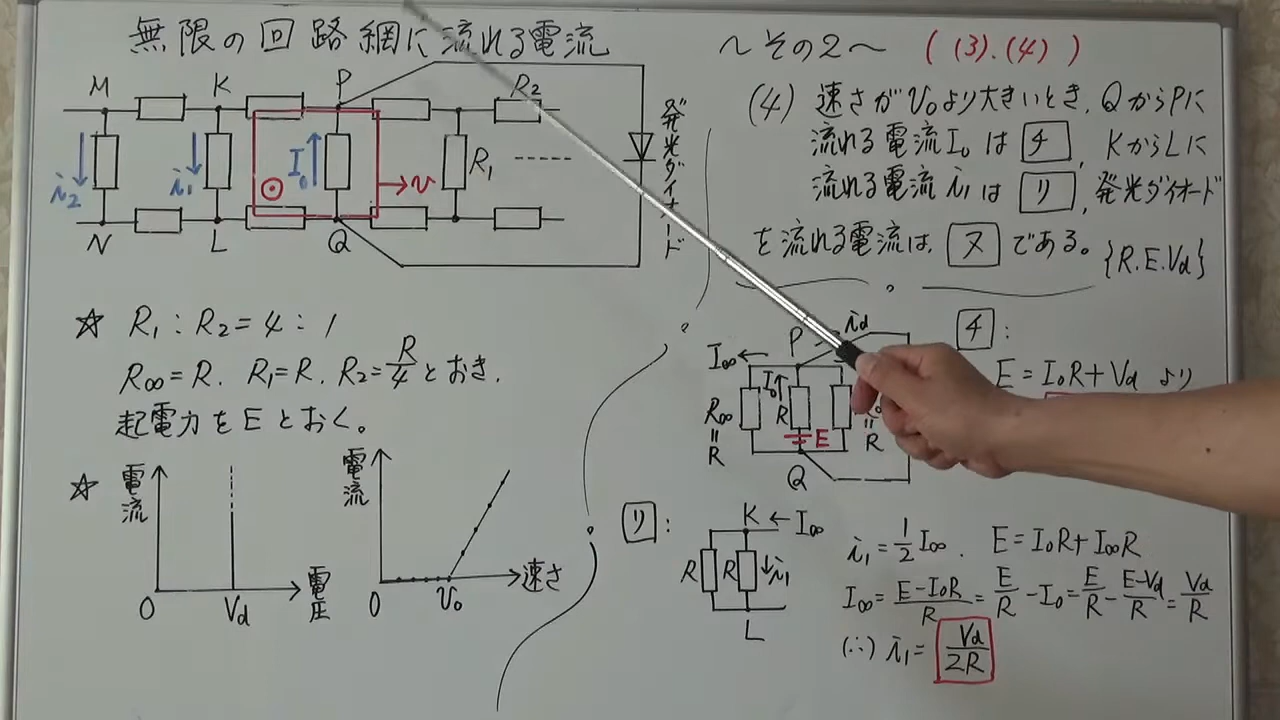 無限の回路網に流れる電流 ～その2～ ((3).(4))
M K P R₂
i₂ i₁ I₀ v R₁
N L Q
発光ダイオード
(4) 速さがv₀より大きいとき、QからPに
流れる電流I₀は チ , KからLに
流れる電流i₁は リ , 発光ダイオード
を流れる電流は、 ヌ である。{R.E.Vd}
☆ R₁:R₂=4:1
R∞=R. R₁=R. R₂=R/4 とおき、
起電力をEとおく。
☆ 電流 0 Vd 電圧
電流 0 v₀ 速さ
P id
I∞← I₀
R∞ = R R E
= R
Q
チ :
E=I₀R+Vd より
リ :
K ← I∞
R R i₁
L
i₁=1/2 I∞. E=I₀R+I∞R
I∞=(E-I₀R)/R=E/R-I₀=E/R-(E-Vd)/R=Vd/R
(∴) i₁=Vd/2R